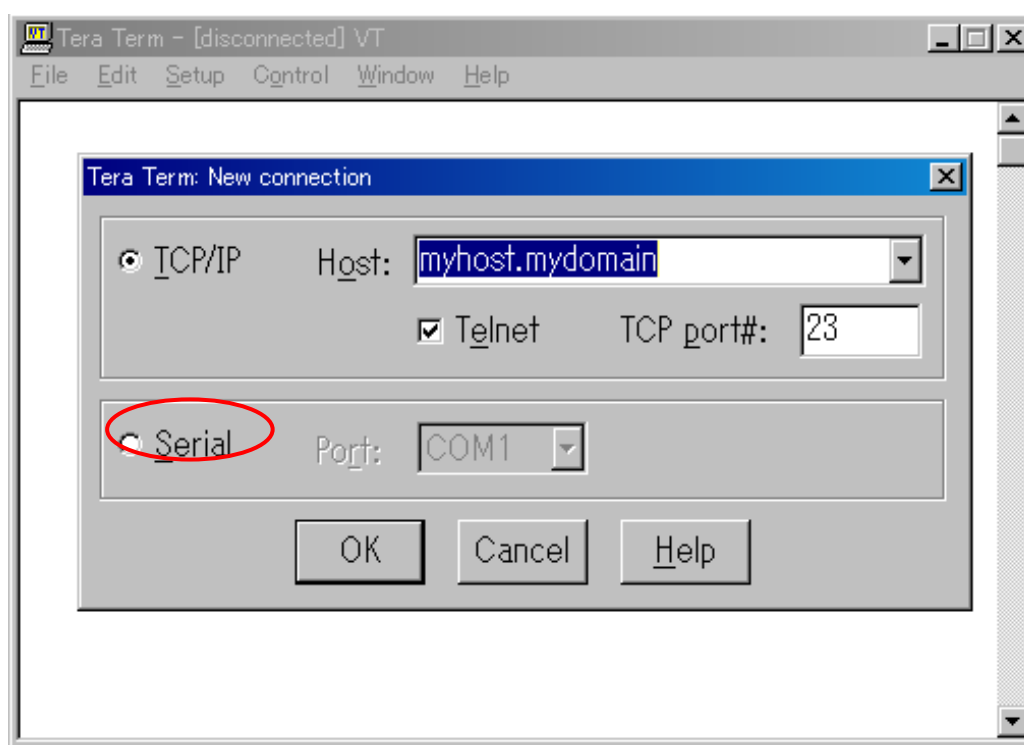 VT Tera Term - [disconnected] VT
File Edit Setup Control Window Help
Tera Term: New connection
TCP/IP Host: myhost.mydomain
Telnet TCP port#: 23
Serial Port: COM1
OK Cancel Help